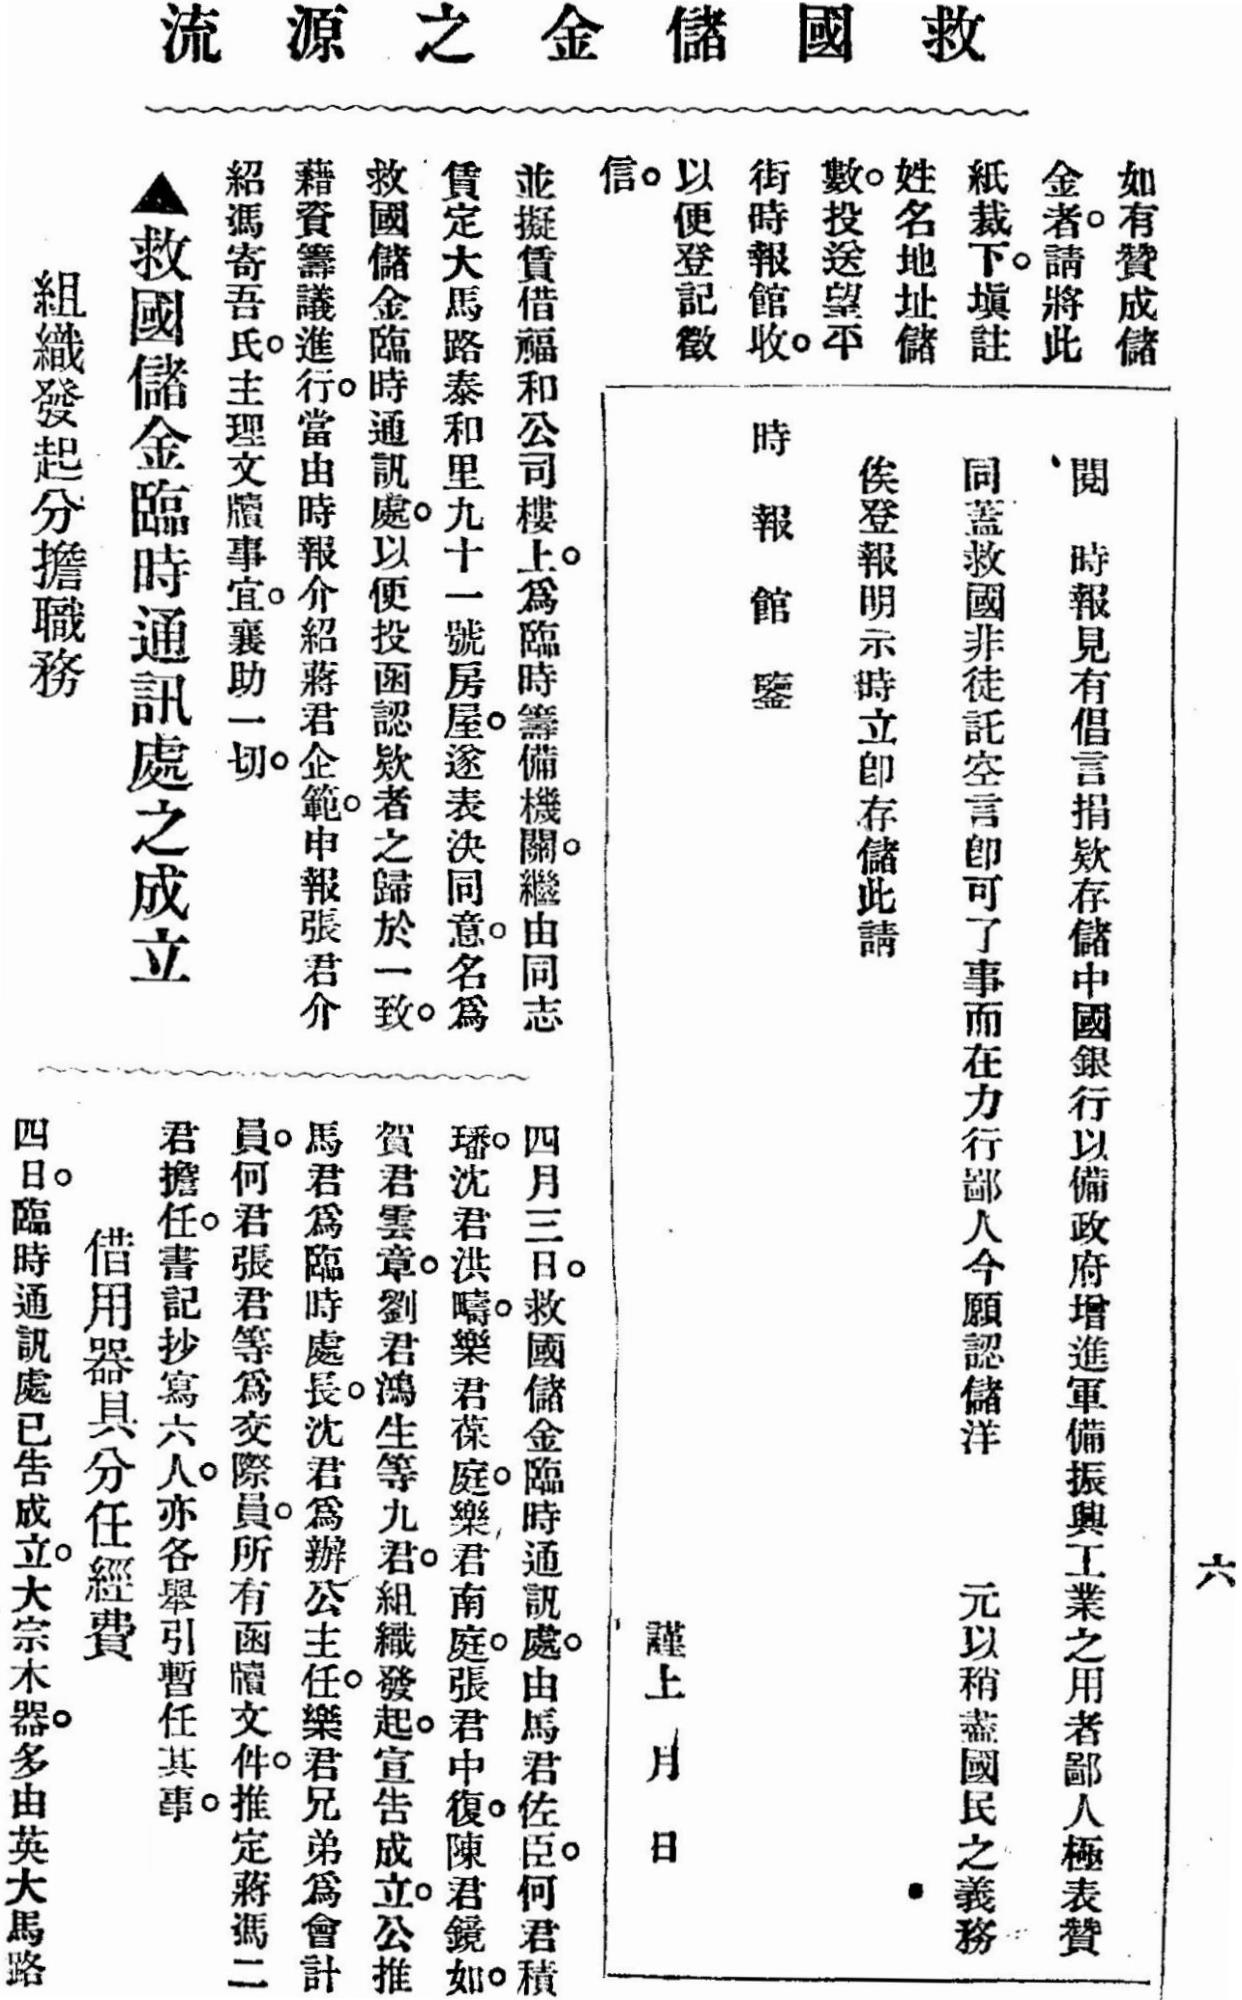 救國儲金之源流
六
如有贊成儲
金者。請將此
紙裁下。塡註
姓名地址儲
數。投送望平
街時報館收。
以便登記徵
信。
閱　時報見有倡言捐欵存儲中國銀行以備政府增進軍備振興工業之用者鄙人極表贊
同蓋救國非徒託空言卽可了事而在力行鄙人今願認儲洋　　　元以稍盡國民之義務
俟登報明示時立卽存儲此請
時報館鑒
謹上　月　日
並擬賃借福和公司樓上。爲臨時籌備機關。繼由同志
賃定大馬路泰和里九十一號房屋。遂表決同意。名爲
救國儲金臨時通訊處。以便投函認欵者之歸於一致。
藉資籌議進行。當由時報介紹蔣君企範。申報張君介
紹馮寄吾氏。主理文牘事宜。襄助一切。
▲救國儲金臨時通訊處之成立
組織發起分擔職務
四月三日。救國儲金臨時通訊處。由馬君佐臣。何君積
璠。沈君洪疇。樂君葆庭。樂君南庭。張君中復。陳君鏡如。
賀君雲章。劉君鴻生等九君。組織發起。宣告成立。公推
馬君爲臨時處長。沈君爲辦公主任。樂君兄弟爲會計
員。何君張君等爲交際員。所有函牘文件。推定蔣馮二
君擔任。書記抄寫六人。亦各舉引暫任其事。
借用器具分任經費
四日。臨時通訊處已告成立。大宗木器。多由英大馬路